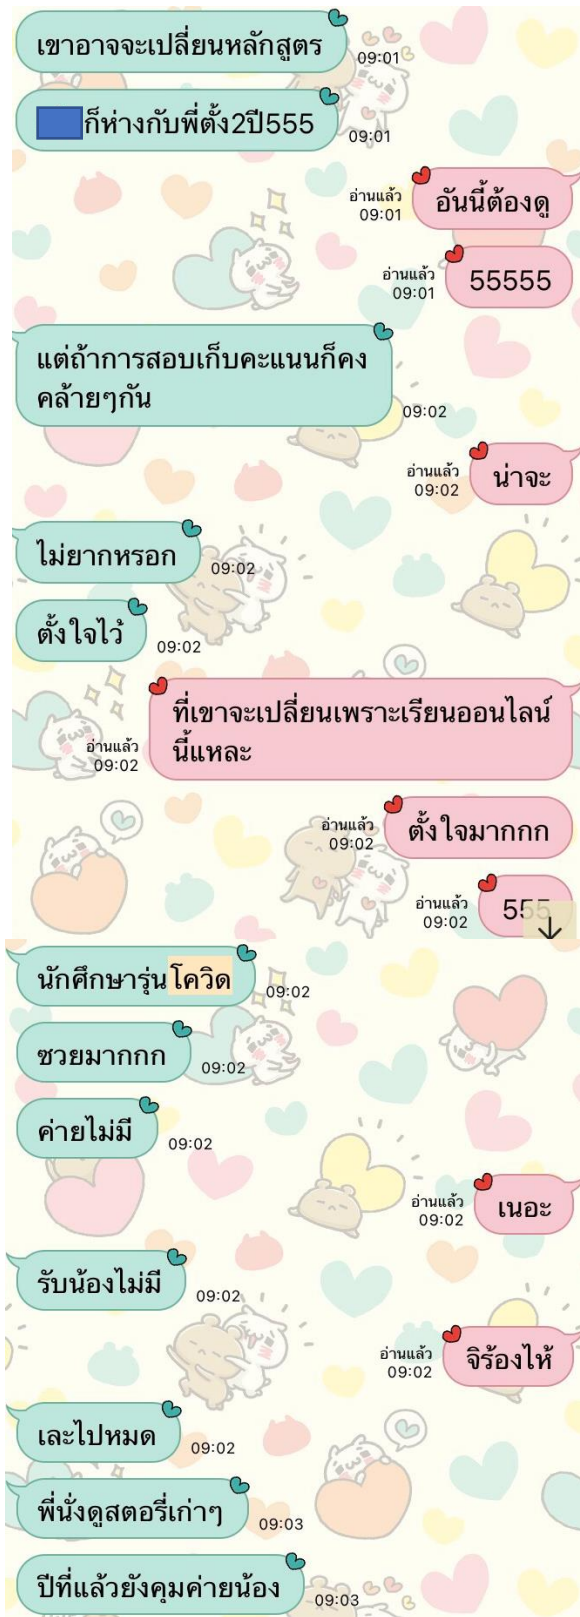 เขาอาจจะเปลี่ยนหลักสูตร
09:01
ก็ห่างกับพี่ตั้ง2ปี555
09:01
อ่านแล้ว
09:01
อันนี้ต้องดู
อ่านแล้ว
09:01
55555
แต่ถ้าการสอบเก็บคะแนนก็คง
คล้ายๆกัน
09:02
อ่านแล้ว
09:02
น่าจะ
ไม่ยากหรอก
09:02
ตั้งใจไว้
09:02
ที่เขาจะเปลี่ยนเพราะเรียนออนไลน์
นี้แหละ
อ่านแล้ว
09:02
อ่านแล้ว
09:02
ตั้งใจมากกก
อ่านแล้ว
09:02
555
นักศึกษารุ่นโควิด
09:02
ซวยมากกก
09:02
ค่ายไม่มี
09:02
อ่านแล้ว
09:02
เนอะ
รับน้องไม่มี
09:02
อ่านแล้ว
09:02
จิร้องไห้
เละไปหมด
09:02
พี่นั่งดูสตอรี่เก่าๆ
09:03
ปีที่แล้วยังคุมค่ายน้อง
09:03